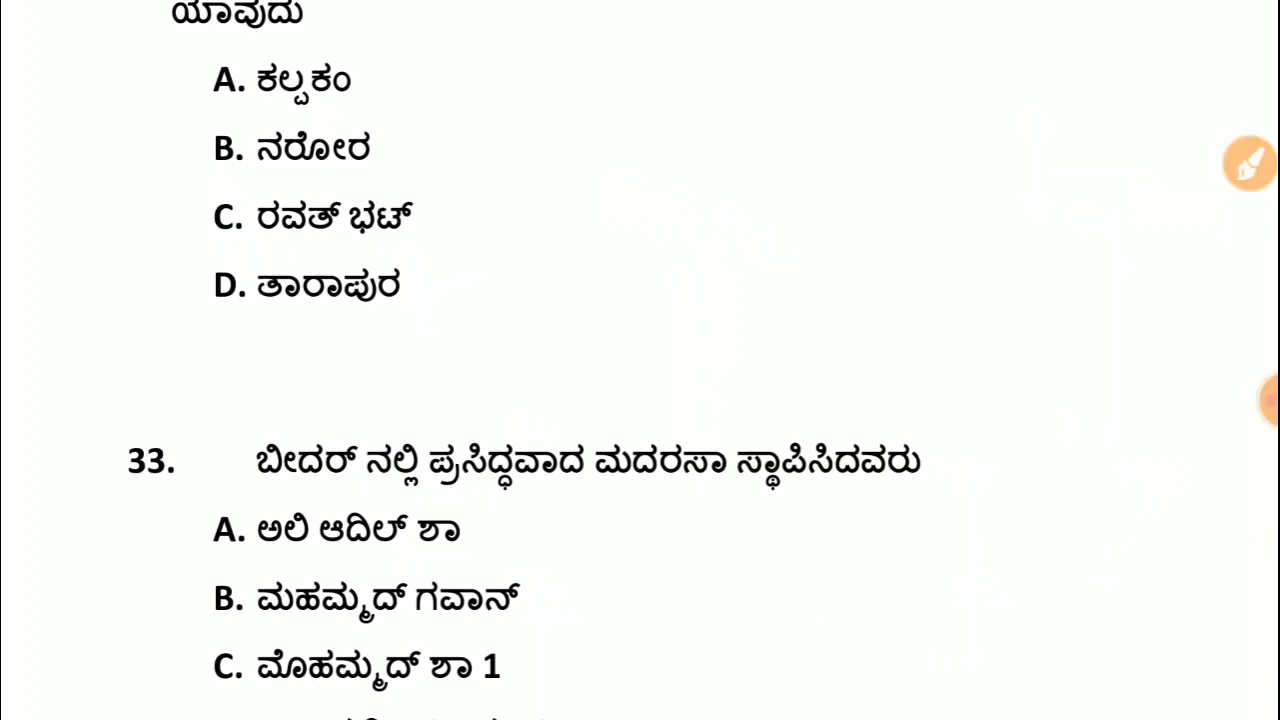 ಯಾವುದು
A. ಕಲ್ಪಕಂ
B. ನರೋರ
C. ರವತ್ ಭಟ್
D. ತಾರಾಪುರ
33. ಬೀದರ್ ನಲ್ಲಿ ಪ್ರಸಿದ್ಧವಾದ ಮದರಸಾ ಸ್ಥಾಪಿಸಿದವರು
A. ಅಲಿ ಆದಿಲ್ ಶಾ
B. ಮಹಮ್ಮದ್ ಗವಾನ್
C. ಮೊಹಮ್ಮದ್ ಶಾ 1